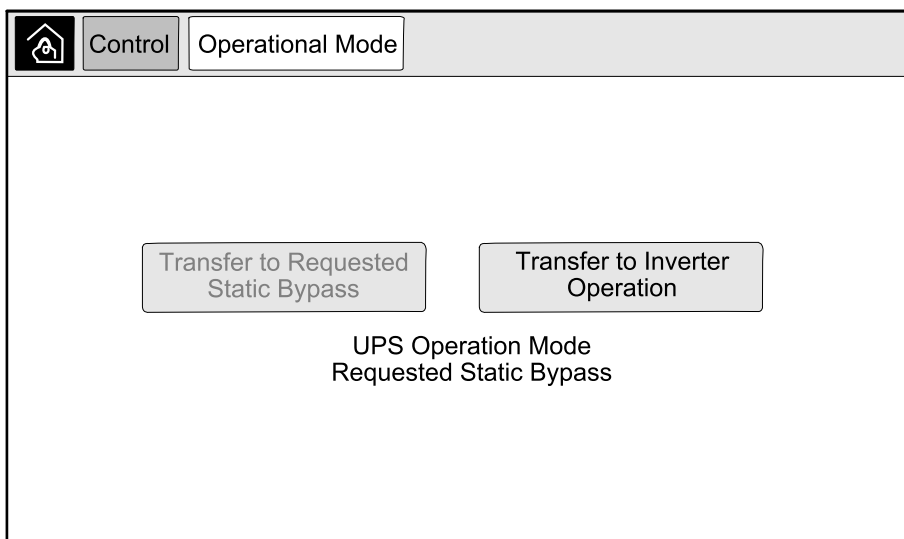 Control
Operational Mode
Transfer to Requested
Static Bypass
Transfer to Inverter
Operation
UPS Operation Mode
Requested Static Bypass